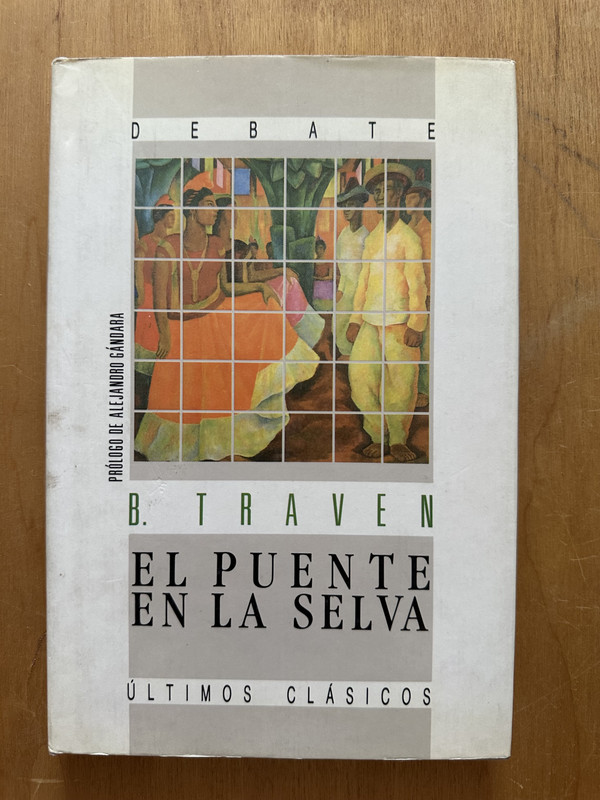 DEBATE
PRÓLOGO DE ALEJANDRO GÁNDARA
B. TRAVEN
EL PUENTE
EN LA SELVA
ÚLTIMOS CLÁSICOS